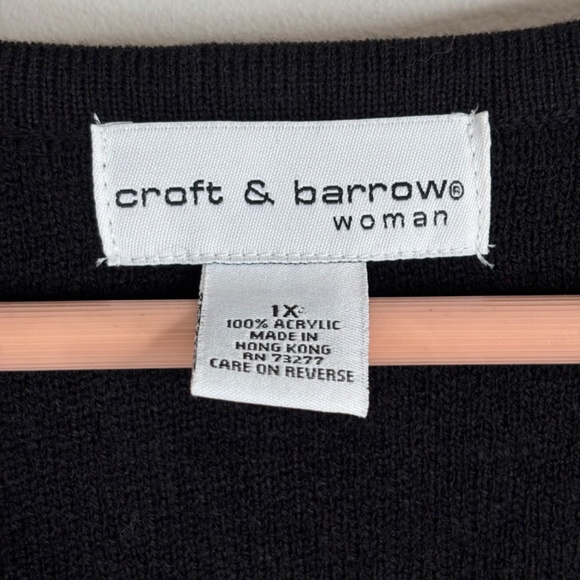 croft & barrow®
woman
1X
100% ACRYLIC
MADE IN
HONG KONG
RN 73277
CARE ON REVERSE